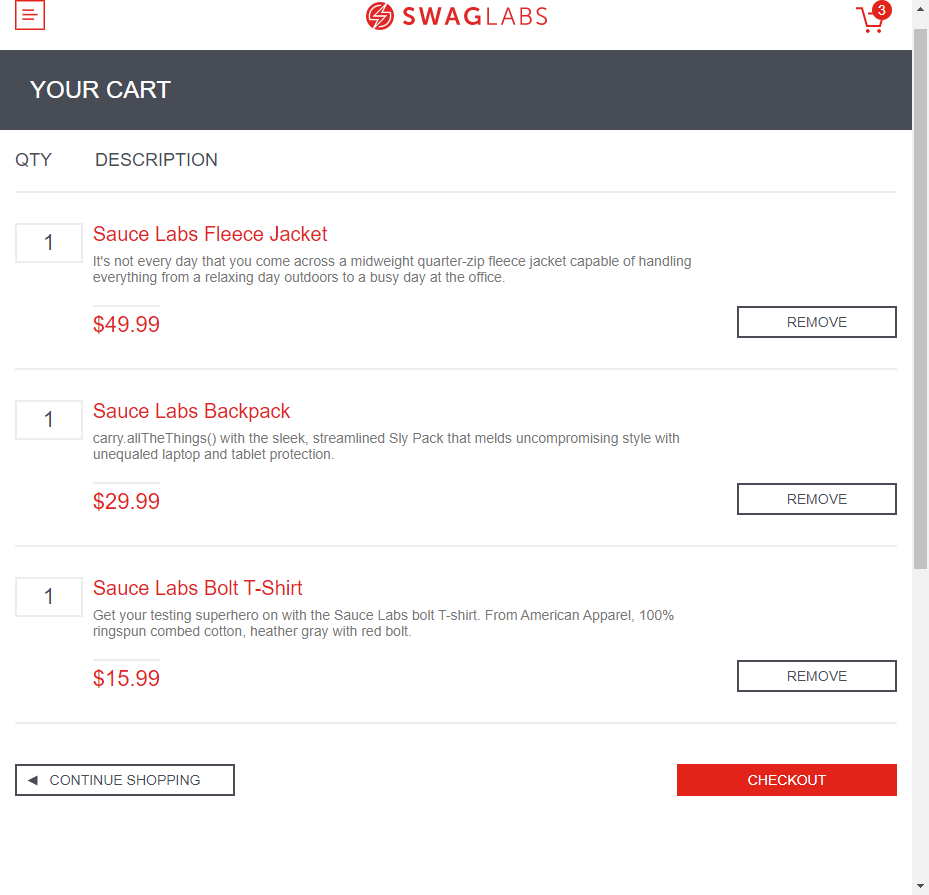 SWAGLABS
3
YOUR CART
QTY DESCRIPTION
1
Sauce Labs Fleece Jacket
It's not every day that you come across a midweight quarter-zip fleece jacket capable of handling
everything from a relaxing day outdoors to a busy day at the office.
$49.99
REMOVE
1
Sauce Labs Backpack
carry.allTheThings() with the sleek, streamlined Sly Pack that melds uncompromising style with
unequaled laptop and tablet protection.
$29.99
REMOVE
1
Sauce Labs Bolt T-Shirt
Get your testing superhero on with the Sauce Labs bolt T-shirt. From American Apparel, 100%
ringspun combed cotton, heather gray with red bolt.
$15.99
REMOVE
CONTINUE SHOPPING
CHECKOUT